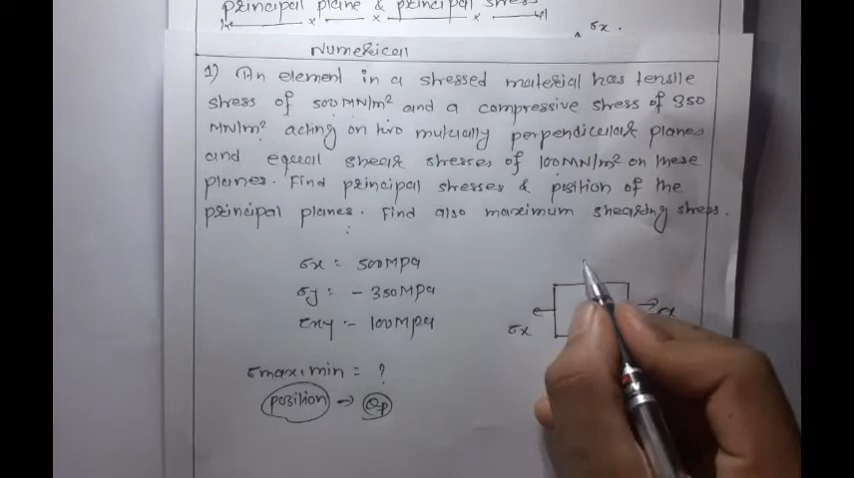 principal plane & principal stress
σx.
Numerical
1) An element in a stressed material has tensile
stress of 500 MN/m² and a compressive stress of 350
MN/m² acting on two mutually perpendicular planes
and equal shear stresses of 100 MN/m² on these
planes. Find principal stresses & position of the
principal planes. Find also maximum shearing stress.
σx = 500 MPa
σy = - 350 MPa
τxy = 100 MPa
σx
σx
σmax/min = ?
position → θp